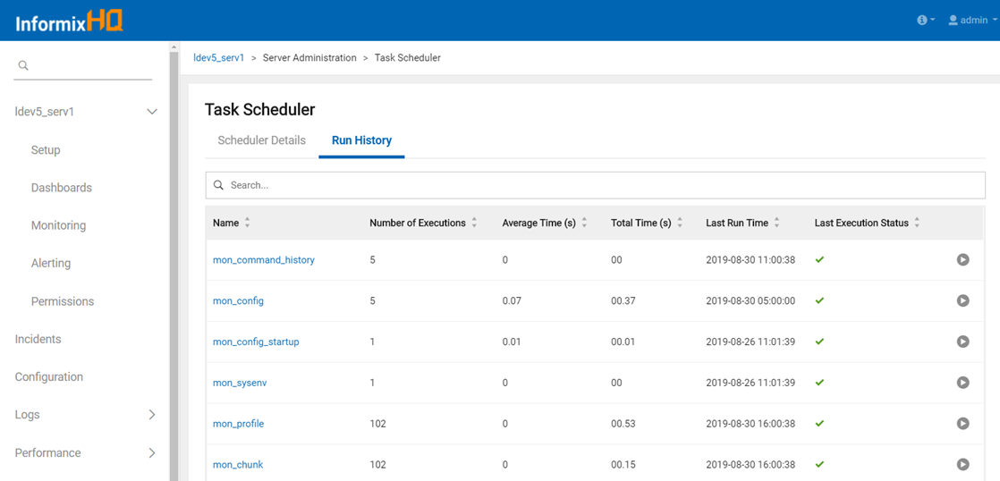 InformixHQ
admin
ldev5_serv1 > Server Administration > Task Scheduler
ldev5_serv1
Setup
Dashboards
Monitoring
Alerting
Permissions
Incidents
Configuration
Logs
Performance
Task Scheduler
Scheduler Details Run History
Search...
Name Number of Executions Average Time (s) Total Time (s) Last Run Time Last Execution Status
mon_command_history 5 0 00 2019-08-30 11:00:38
mon_config 5 0.07 00.37 2019-08-30 05:00:00
mon_config_startup 1 0.01 00.01 2019-08-26 11:01:39
mon_sysenv 1 0 00 2019-08-26 11:01:39
mon_profile 102 0 00.53 2019-08-30 16:00:38
mon_chunk 102 0 00.15 2019-08-30 16:00:38